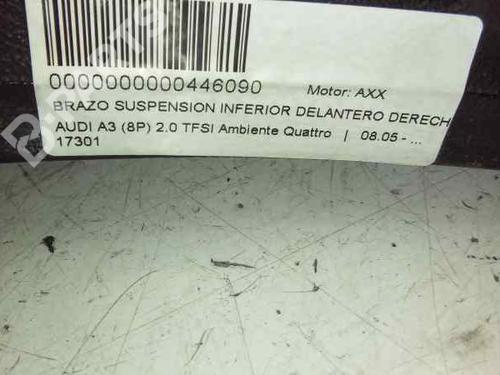 B-PARTS
0000000000446090 Motor: AXX
BRAZO SUSPENSION INFERIOR DELANTERO DERECH
AUDI A3 (8P) 2.0 TFSI Ambiente Quattro | 08.05 - ...
17301